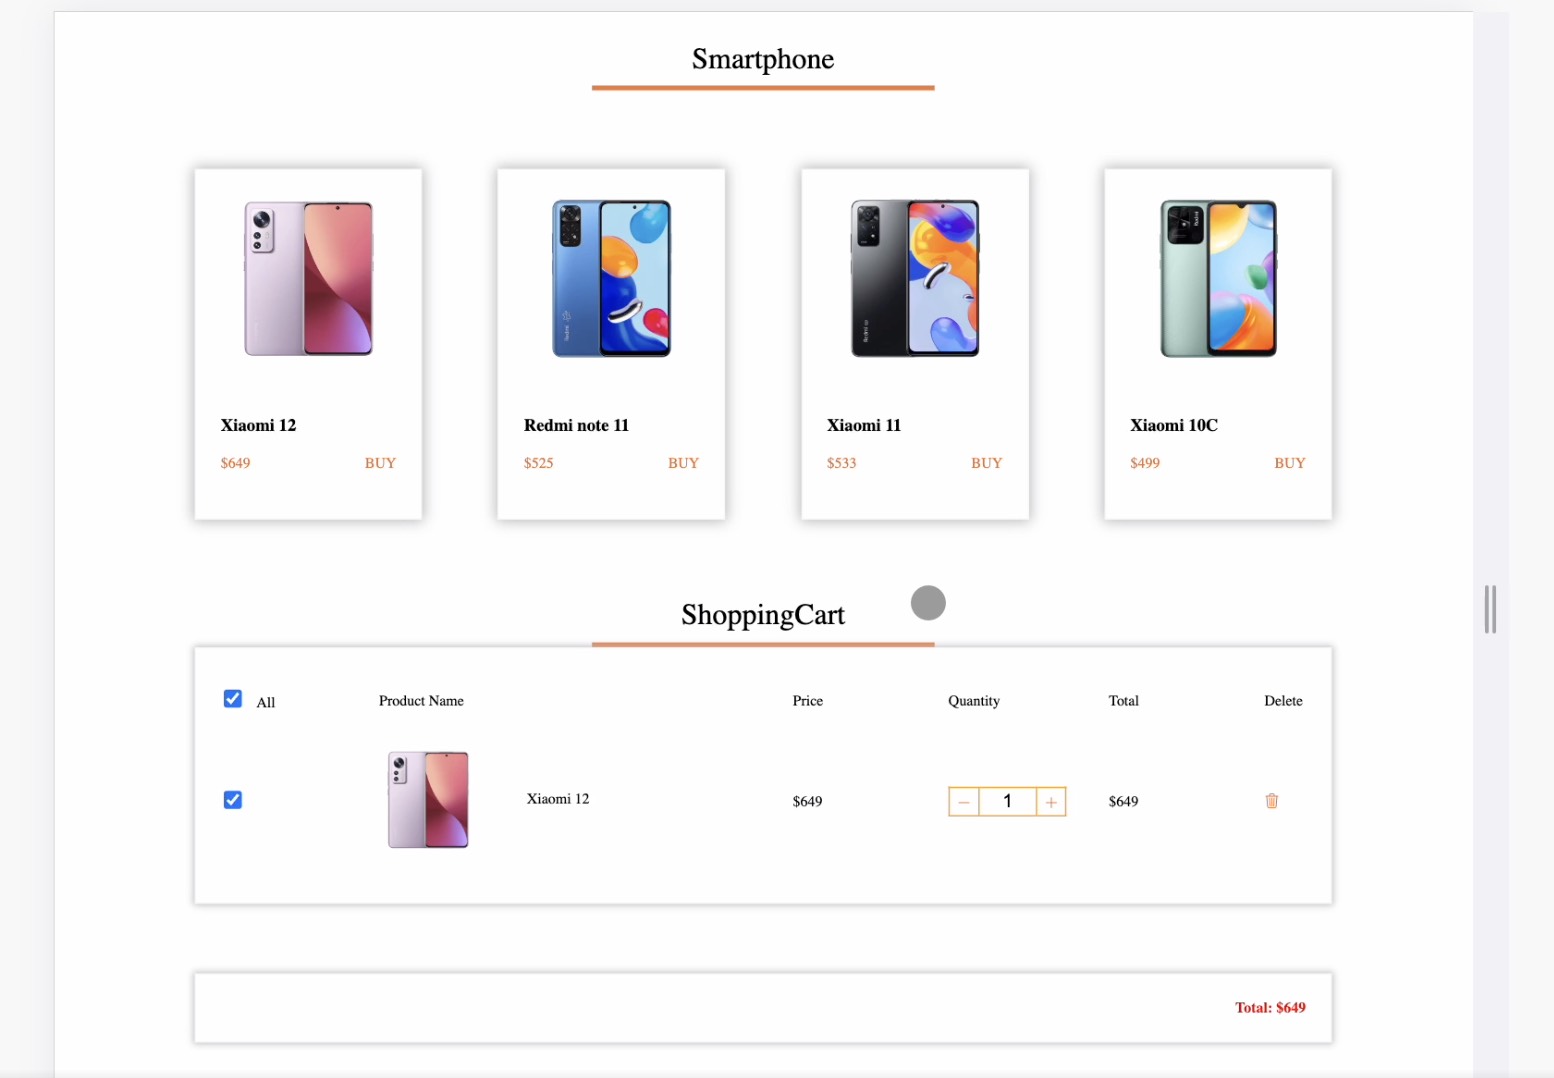 Smartphone
Xiaomi 12
$649 BUY
Redmi note 11
$525 BUY
Xiaomi 11
$533 BUY
Xiaomi 10C
$499 BUY
ShoppingCart
All Product Name Price Quantity Total Delete
Xiaomi 12 $649 − 1 + $649
Total: $649